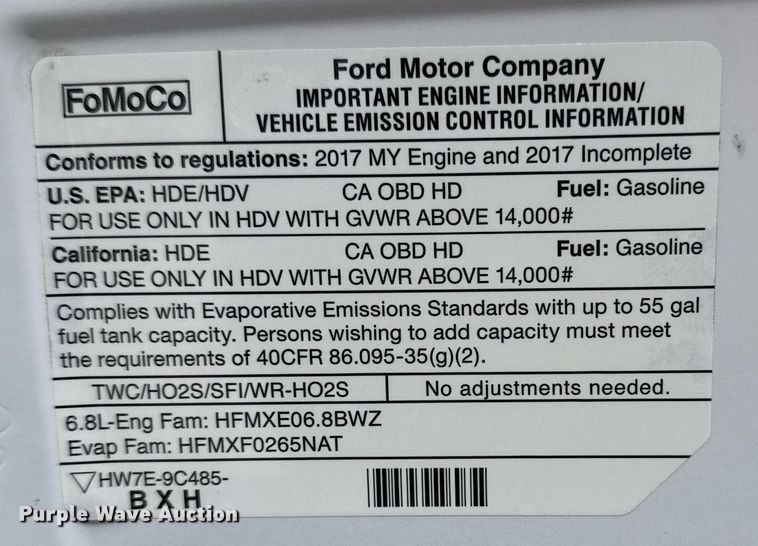 FoMoCo
Ford Motor Company
IMPORTANT ENGINE INFORMATION/
VEHICLE EMISSION CONTROL INFORMATION
Conforms to regulations: 2017 MY Engine and 2017 Incomplete
U.S. EPA: HDE/HDV CA OBD HD Fuel: Gasoline
FOR USE ONLY IN HDV WITH GVWR ABOVE 14,000#
California: HDE CA OBD HD Fuel: Gasoline
FOR USE ONLY IN HDV WITH GVWR ABOVE 14,000#
Complies with Evaporative Emissions Standards with up to 55 gal
fuel tank capacity. Persons wishing to add capacity must meet
the requirements of 40CFR 86.095-35(g)(2).
TWC/HO2S/SFI/WR-HO2S No adjustments needed.
6.8L-Eng Fam: HFMXE06.8BWZ
Evap Fam: HFMXF0265NAT
HW7E-9C485-
B X H
Purple Wave Auction